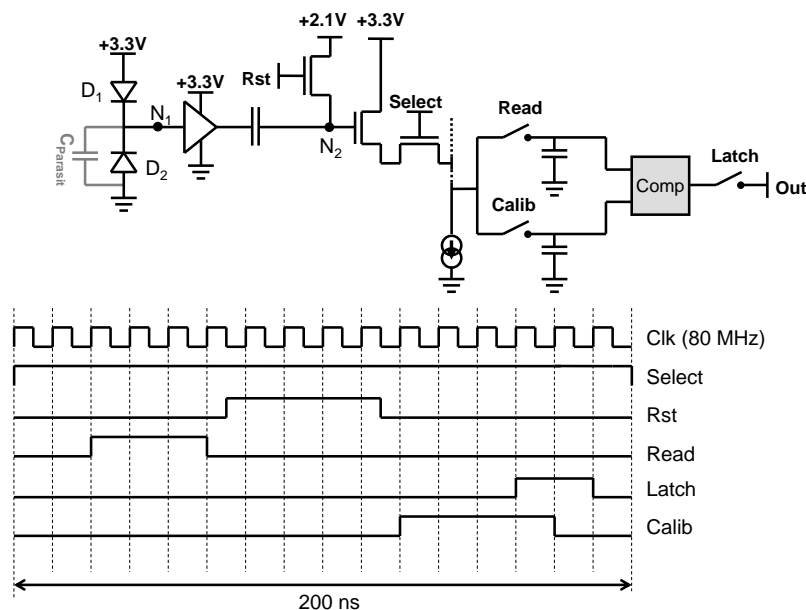 +2.1V
+3.3V
+3.3V
+3.3V
D1
Rst
N1
Select
Read
N2
CParasit
D2
Latch
Comp
Out
Calib
Clk (80 MHz)
Select
Rst
Read
Latch
Calib
200 ns